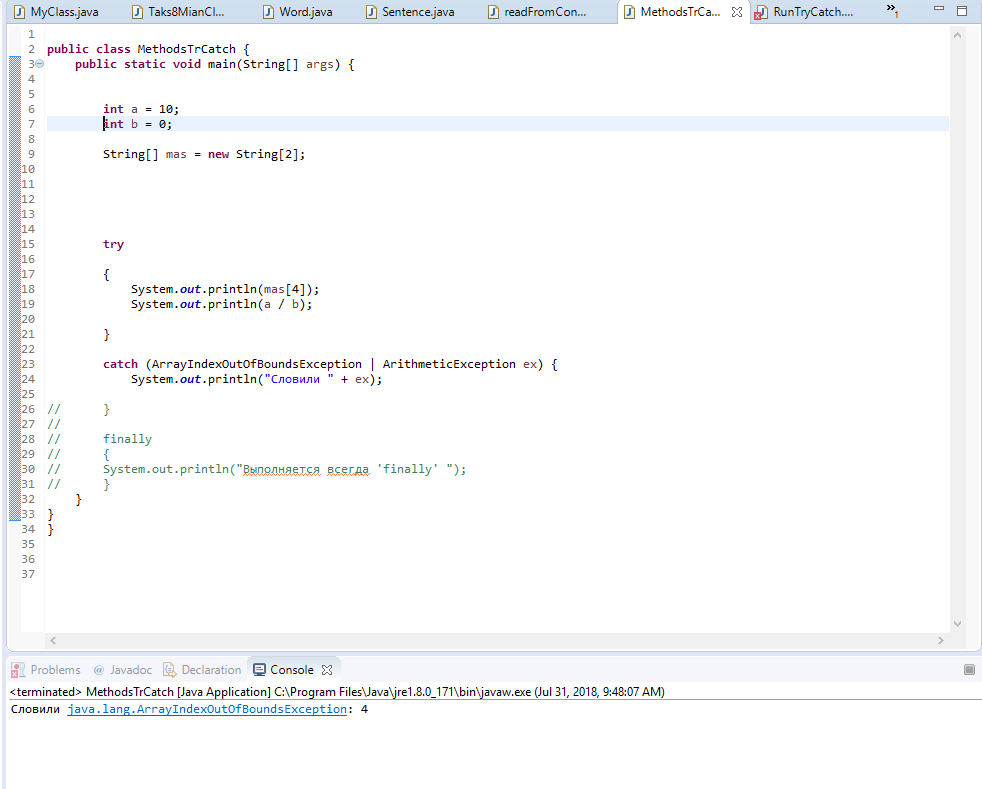 MyClass.java Taks8MianCl... Word.java Sentence.java readFromCon... MethodsTrCa... RunTryCatch.... »1
1
2 public class MethodsTrCatch {
3 public static void main(String[] args) {
4
5
6 int a = 10;
7 int b = 0;
8
9 String[] mas = new String[2];
10
11
12
13
14
15 try
16
17 {
18 System.out.println(mas[4]);
19 System.out.println(a / b);
20
21 }
22
23 catch (ArrayIndexOutOfBoundsException | ArithmeticException ex) {
24 System.out.println("Словили " + ex);
25
26 // }
27 //
28 // finally
29 // {
30 // System.out.println("Выполняется всегда 'finally' ");
31 // }
32 }
33 }
34 }
35
36
37
Problems @ Javadoc Declaration Console
<terminated> MethodsTrCatch [Java Application] C:\Program Files\Java\jre1.8.0_171\bin\javaw.exe (Jul 31, 2018, 9:48:07 AM)
Словили java.lang.ArrayIndexOutOfBoundsException: 4